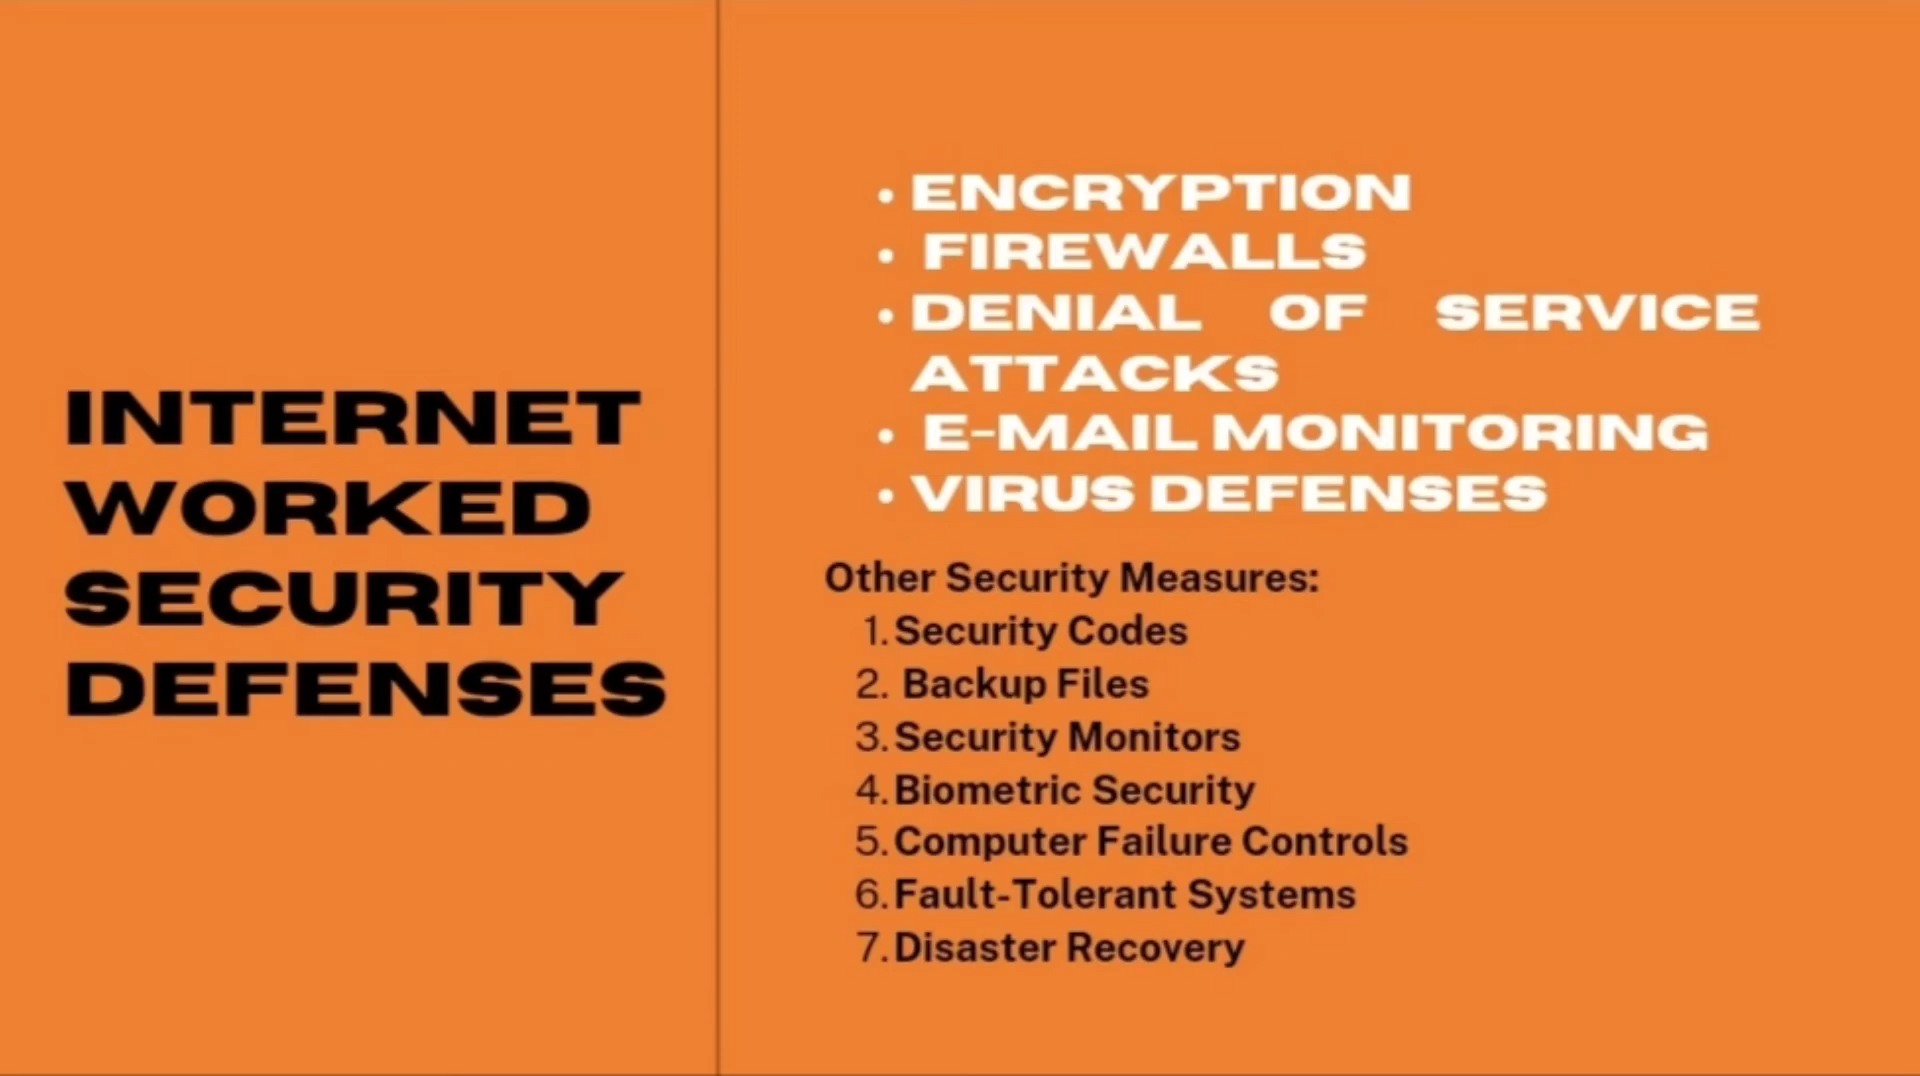 INTERNET
WORKED
SECURITY
DEFENSES
• ENCRYPTION
• FIREWALLS
• DENIAL OF SERVICE
ATTACKS
• E-MAIL MONITORING
• VIRUS DEFENSES
Other Security Measures:
1. Security Codes
2. Backup Files
3. Security Monitors
4. Biometric Security
5. Computer Failure Controls
6. Fault-Tolerant Systems
7. Disaster Recovery